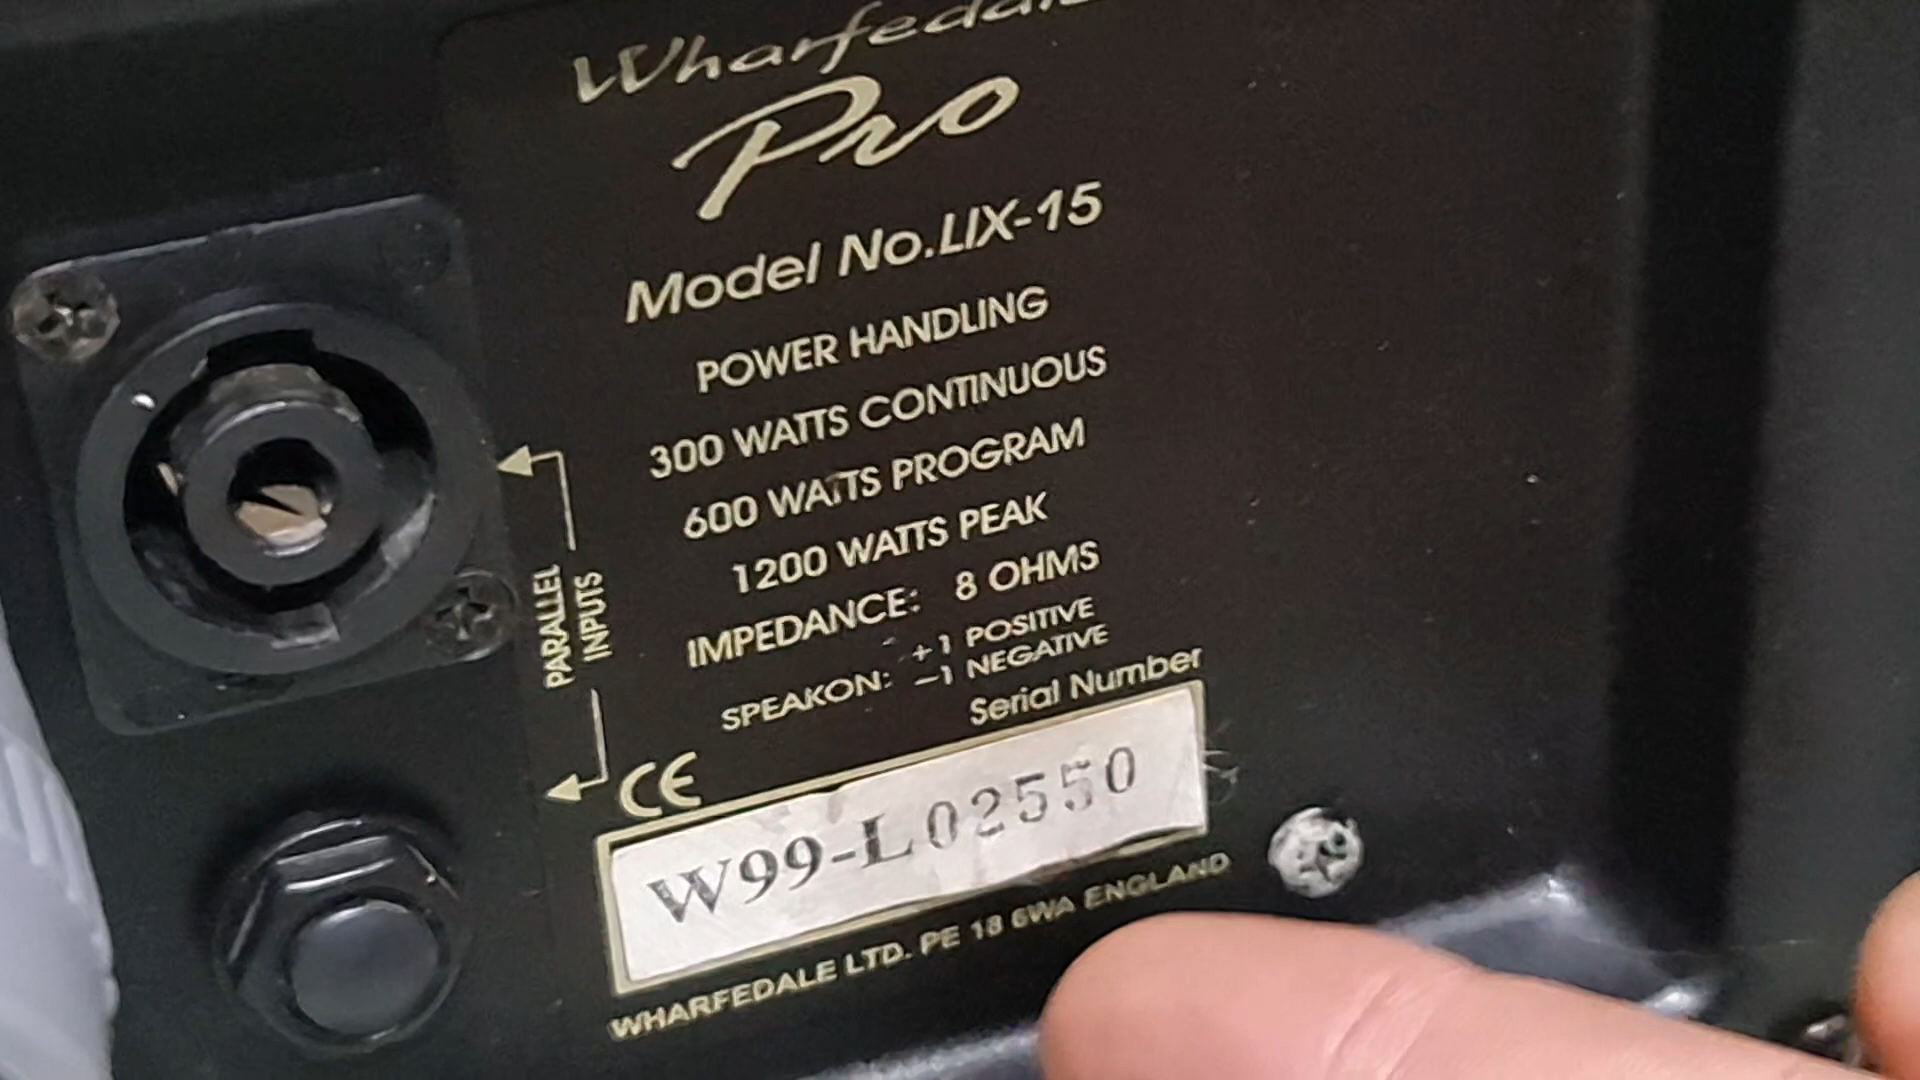 Wharfedale
Pro
Model No.LIX-15
POWER HANDLING
300 WATTS CONTINUOUS
600 WATTS PROGRAM
1200 WATTS PEAK
IMPEDANCE: 8 OHMS
SPEAKON: +1 POSITIVE
−1 NEGATIVE
PARALLEL
INPUTS
Serial Number
CE
W99-L02550
WHARFEDALE LTD. PE 18 6WA ENGLAND